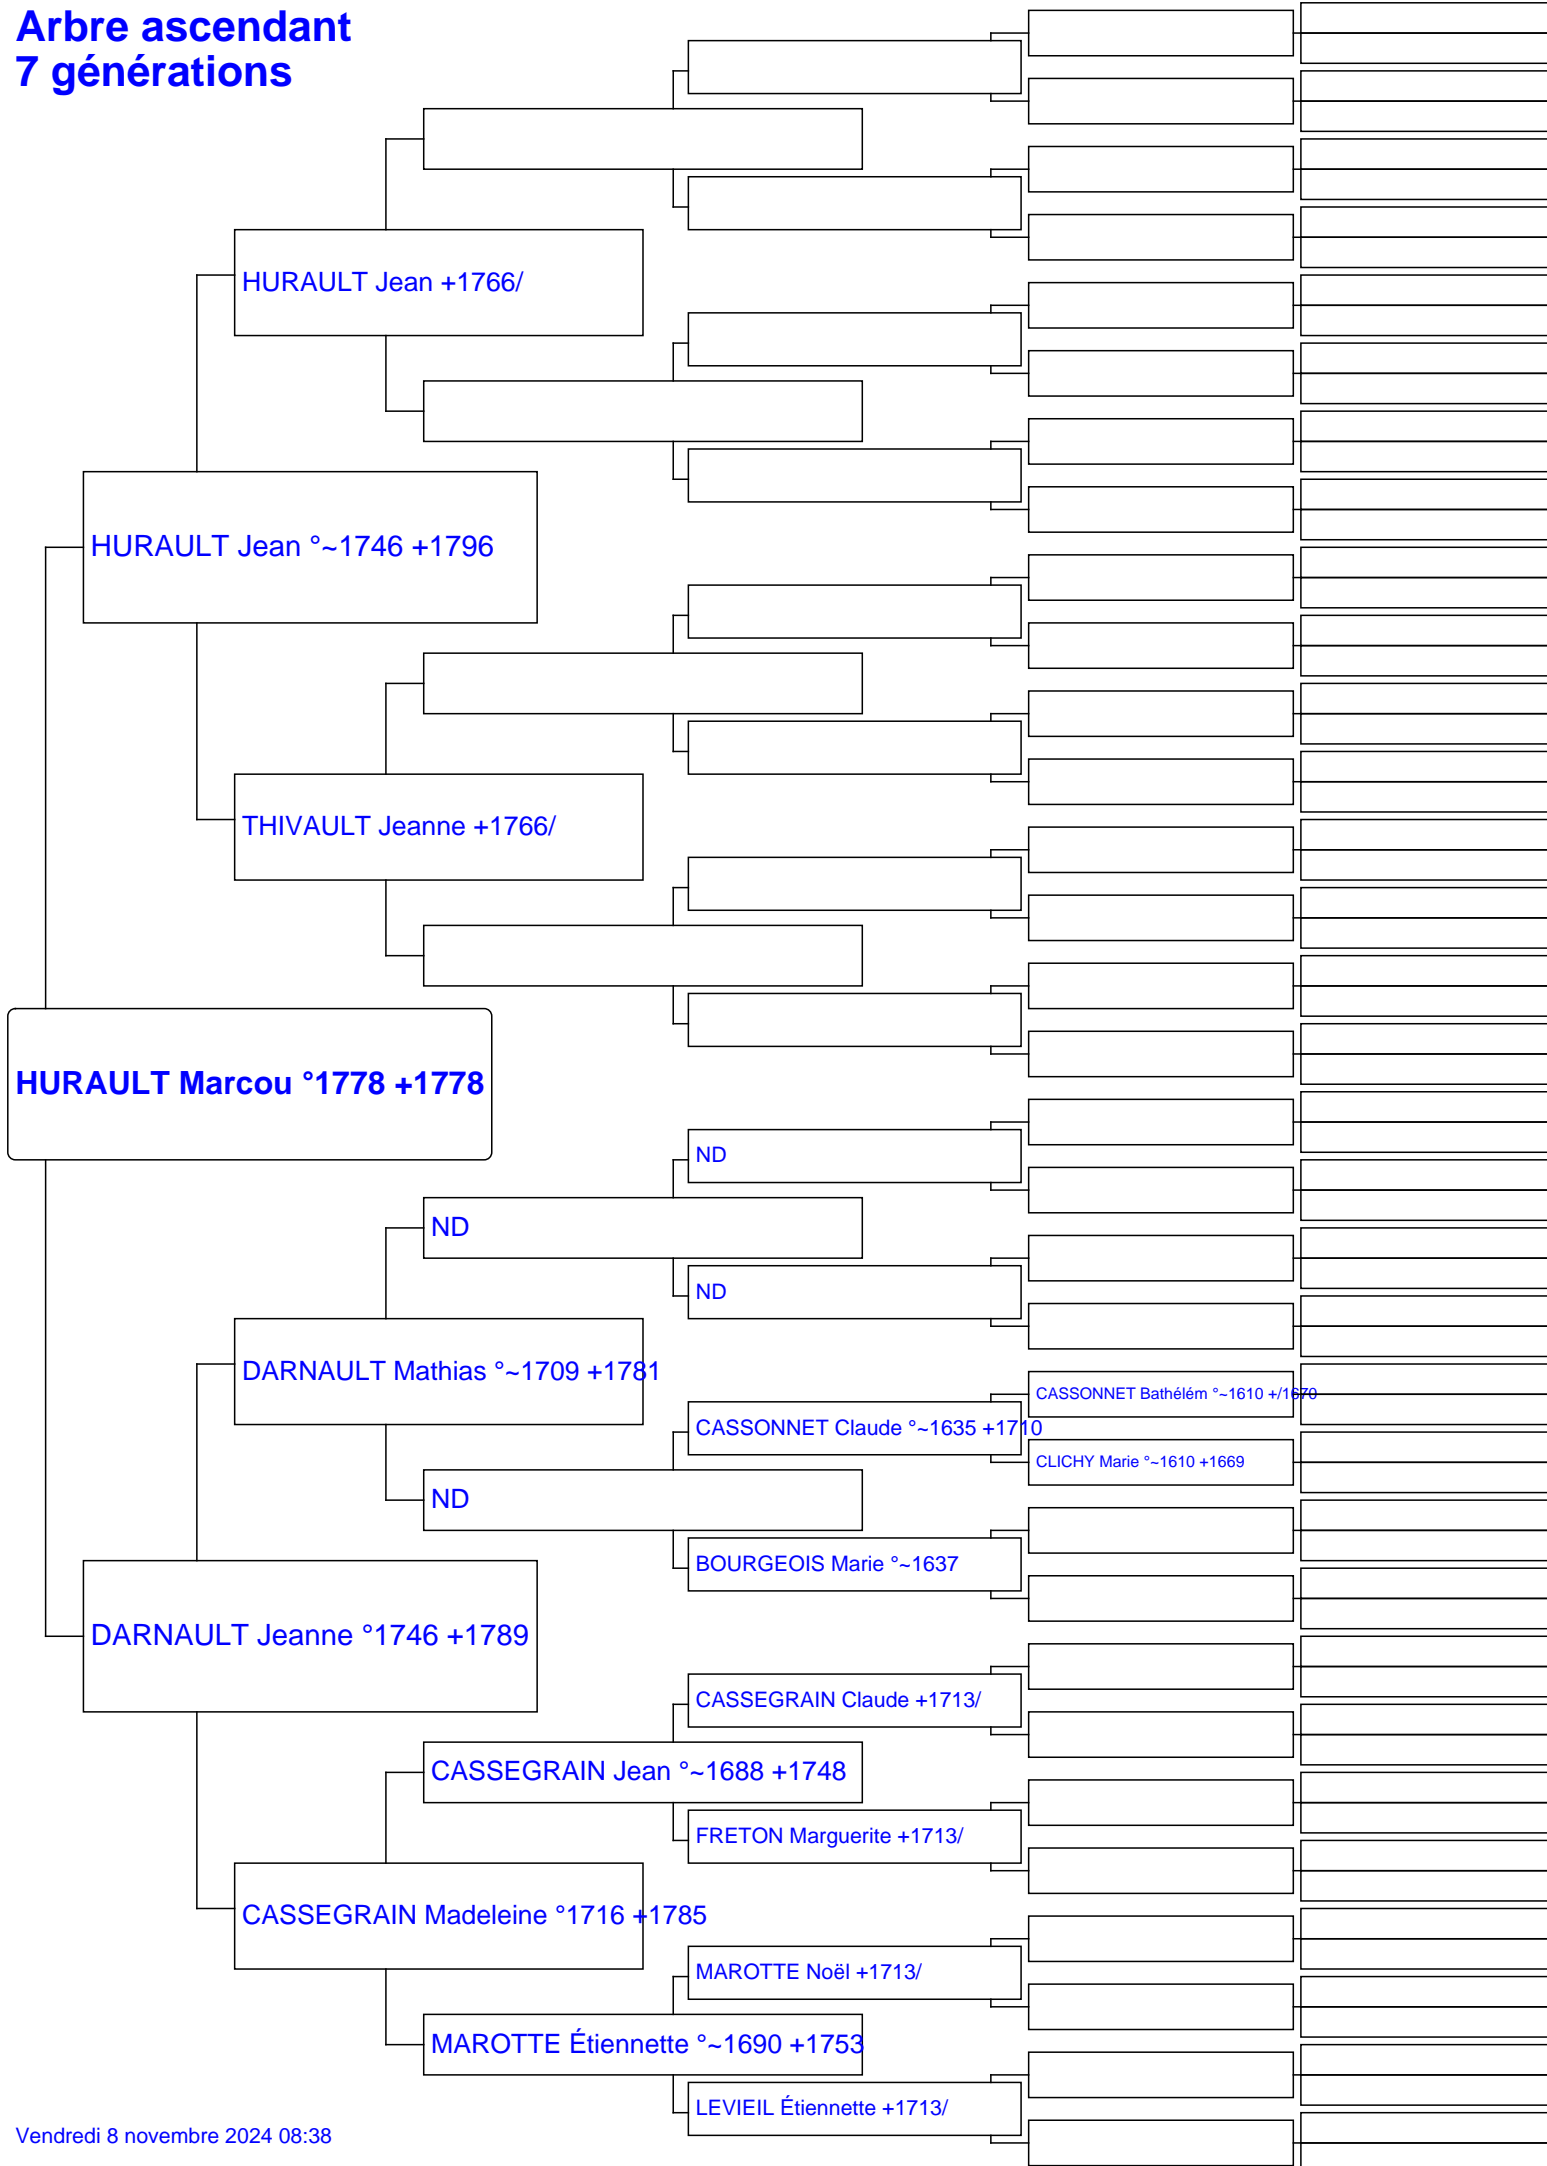 Arbre ascendant
7 générations
HURAULT Jean +1766/
HURAULT Jean °~1746 +1796
THIVAULT Jeanne +1766/
HURAULT Marcou °1778 +1778
ND
ND
ND
DARNAULT Mathias °~1709 +1781
CASSONNET Bathélém °~1610 +/1670
CASSONNET Claude °~1635 +1710
CLICHY Marie °~1610 +1669
ND
BOURGEOIS Marie °~1637
DARNAULT Jeanne °1746 +1789
CASSEGRAIN Claude +1713/
CASSEGRAIN Jean °~1688 +1748
FRETON Marguerite +1713/
CASSEGRAIN Madeleine °1716 +1785
MAROTTE Noël +1713/
MAROTTE Étiennette °~1690 +1753
LEVIEIL Étiennette +1713/
Vendredi 8 novembre 2024 08:38